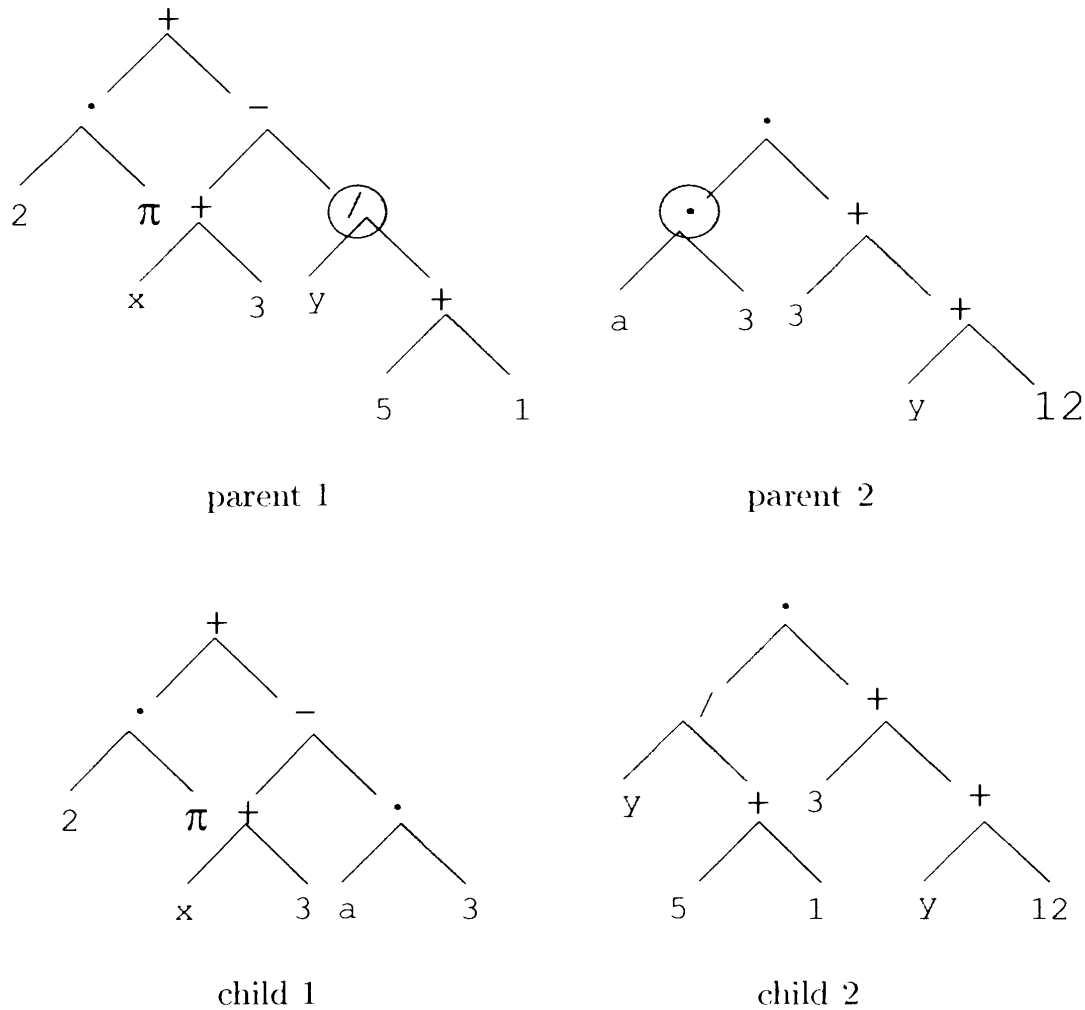 +
· −
·
2 π + /
· +
x 3 y +
a 3 3 +
5 1
y 12
parent 1 parent 2
+
·
· −
/ +
2 π + ·
y + 3 +
x 3 a 3
5 1 y 12
child 1 child 2